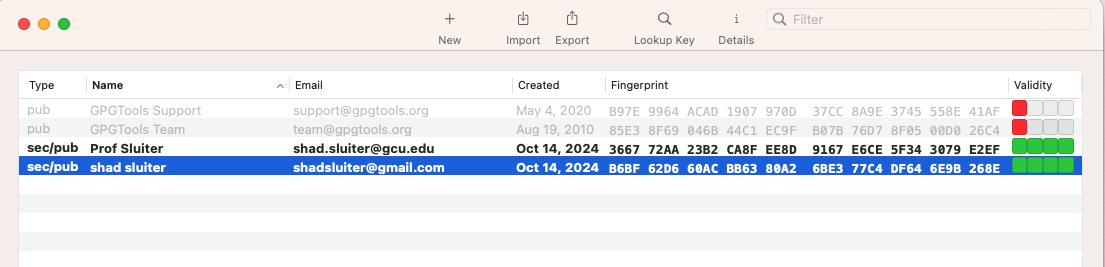 New Import Export Lookup Key Details Filter
Type Name Email Created Fingerprint Validity
pub GPGTools Support support@gpgtools.org May 4, 2020 B97E 9964 ACAD 1907 970D 37CC 8A9E 3745 558E 41AF
pub GPGTools Team team@gpgtools.org Aug 19, 2010 85E3 8F69 046B 44C1 EC9F B07B 76D7 8F05 00D0 26C4
sec/pub Prof Sluiter shad.sluiter@gcu.edu Oct 14, 2024 3667 72AA 23B2 CA8F EE8D 9167 E6CE 5F34 3079 E2EF
sec/pub shad sluiter shadsluiter@gmail.com Oct 14, 2024 B6BF 62D6 60AC BB63 80A2 6BE3 77C4 DF64 6E9B 268E